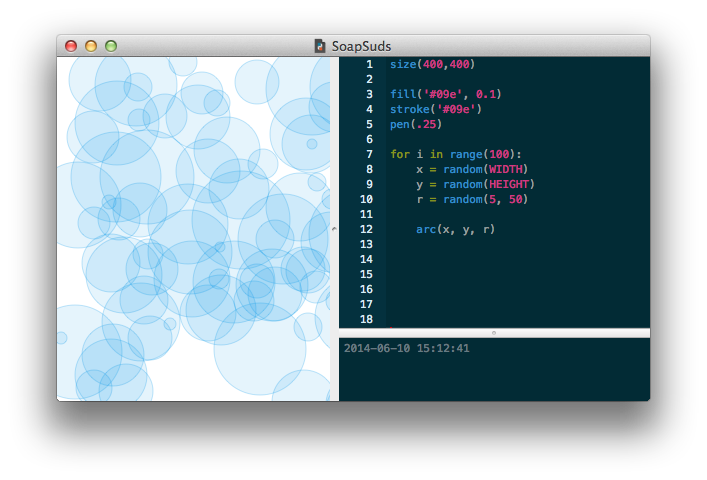 SoapSuds
1 size(400,400)
2
3 fill('#09e', 0.1)
4 stroke('#09e')
5 pen(.25)
6
7 for i in range(100):
8     x = random(WIDTH)
9     y = random(HEIGHT)
10     r = random(5, 50)
11
12     arc(x, y, r)
13
14
15
16
17
18
2014-06-10 15:12:41